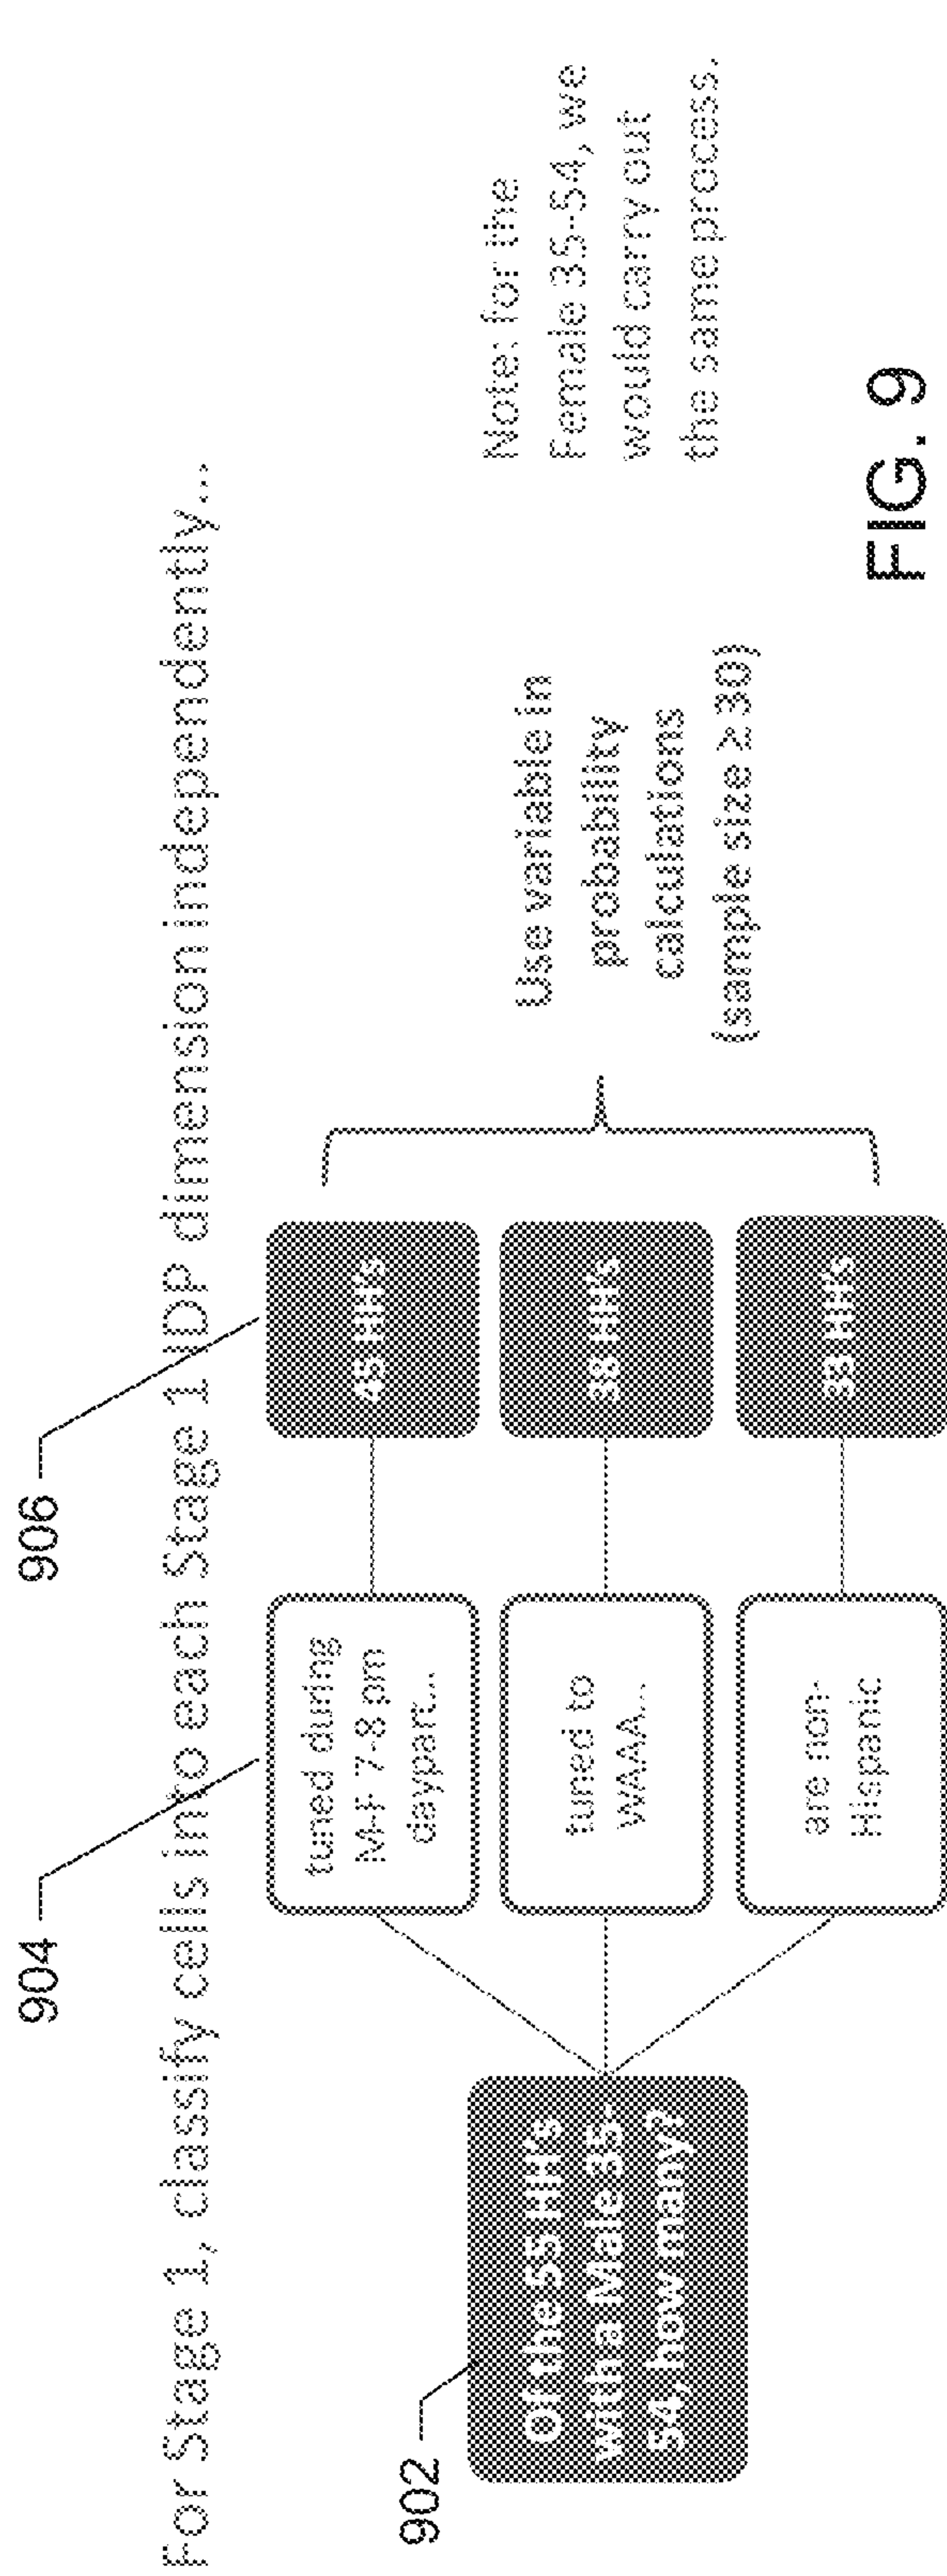 904
906
For Stage 1, classify cells into each Stage 1 IDP dimension independently...
902
Of the 55 HH's
with a Male 35-
54, how many?
tuned during
M-F 7-8 pm
daypart...
45 HH's
tuned to
WAAA...
38 HH's
are non-
Hispanic
33 HH's
Use variable in
probability
calculations
(sample size ≥ 30)
Note: for the
Female 35-54, we
would carry out
the same process.
FIG. 9